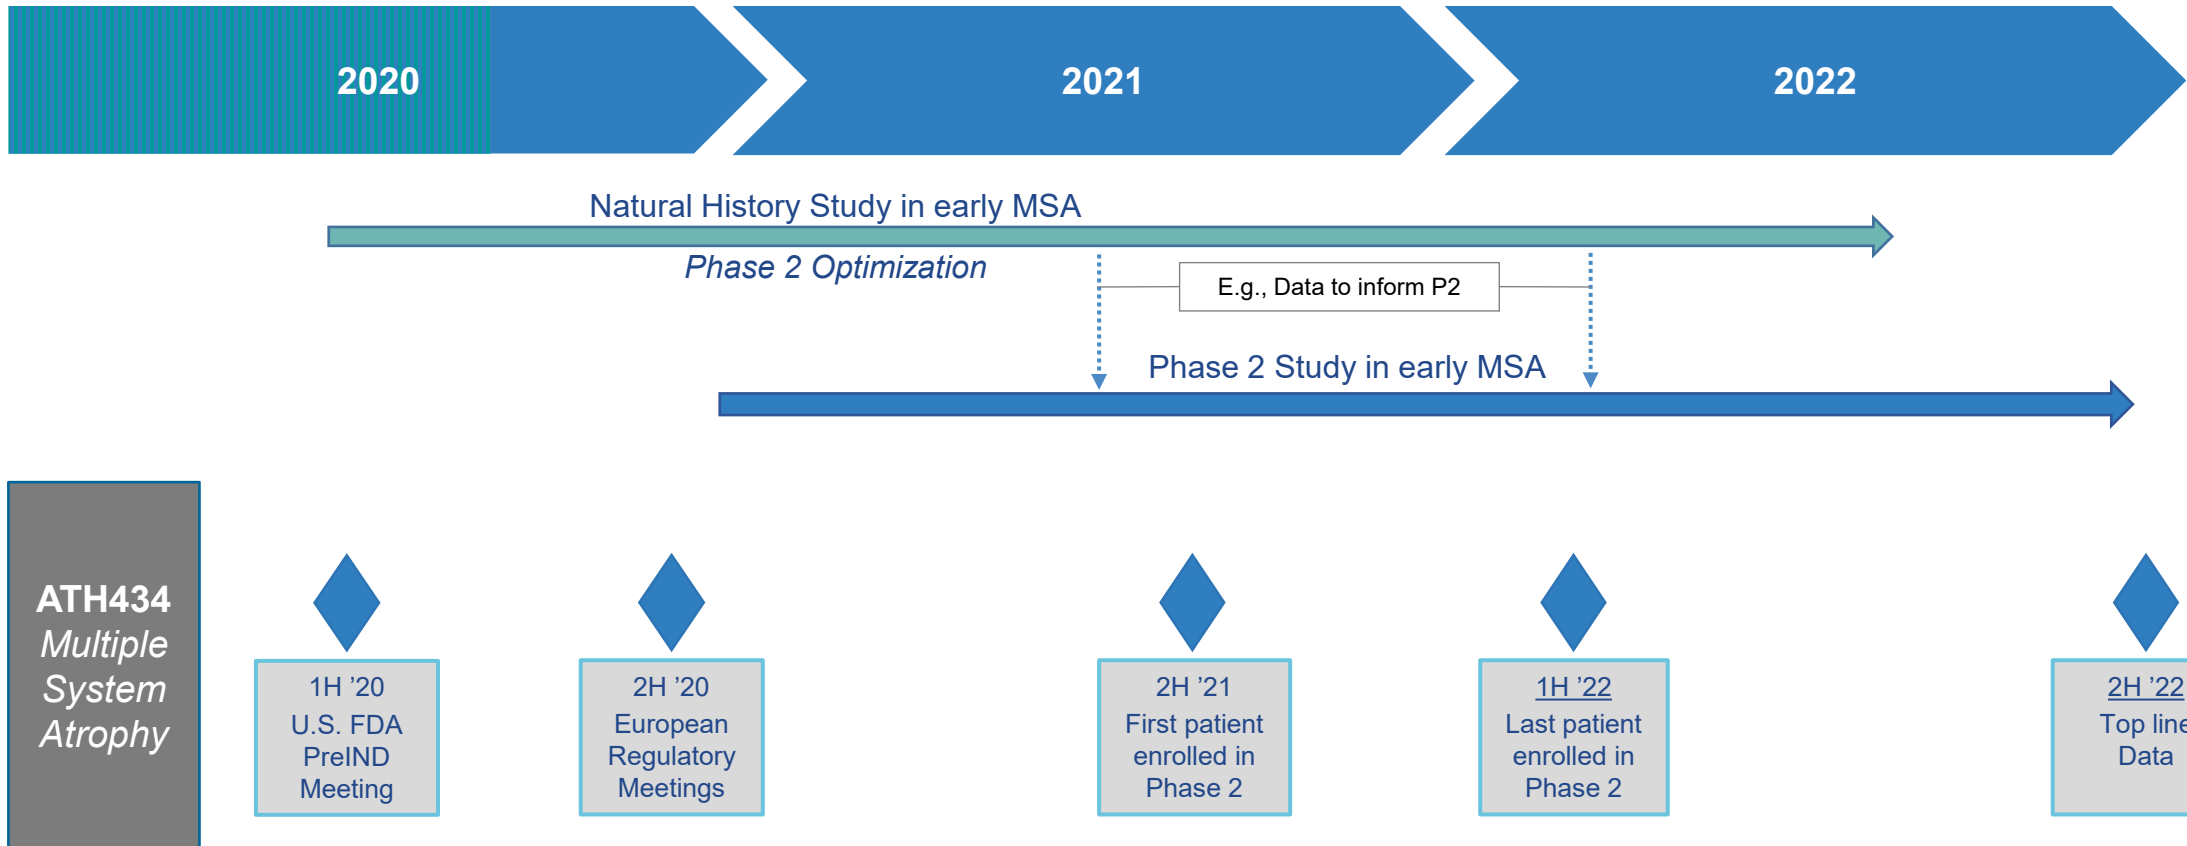 2020
2021
2022
Natural History Study in early MSA
Phase 2 Optimization
E.g., Data to inform P2
Phase 2 Study in early MSA
ATH434
Multiple
System
Atrophy
1H ’20
U.S. FDA
PreIND
Meeting
2H ’20
European
Regulatory
Meetings
2H ’21
First patient
enrolled in
Phase 2
1H ’22
Last patient
enrolled in
Phase 2
2H ’22
Top line
Data